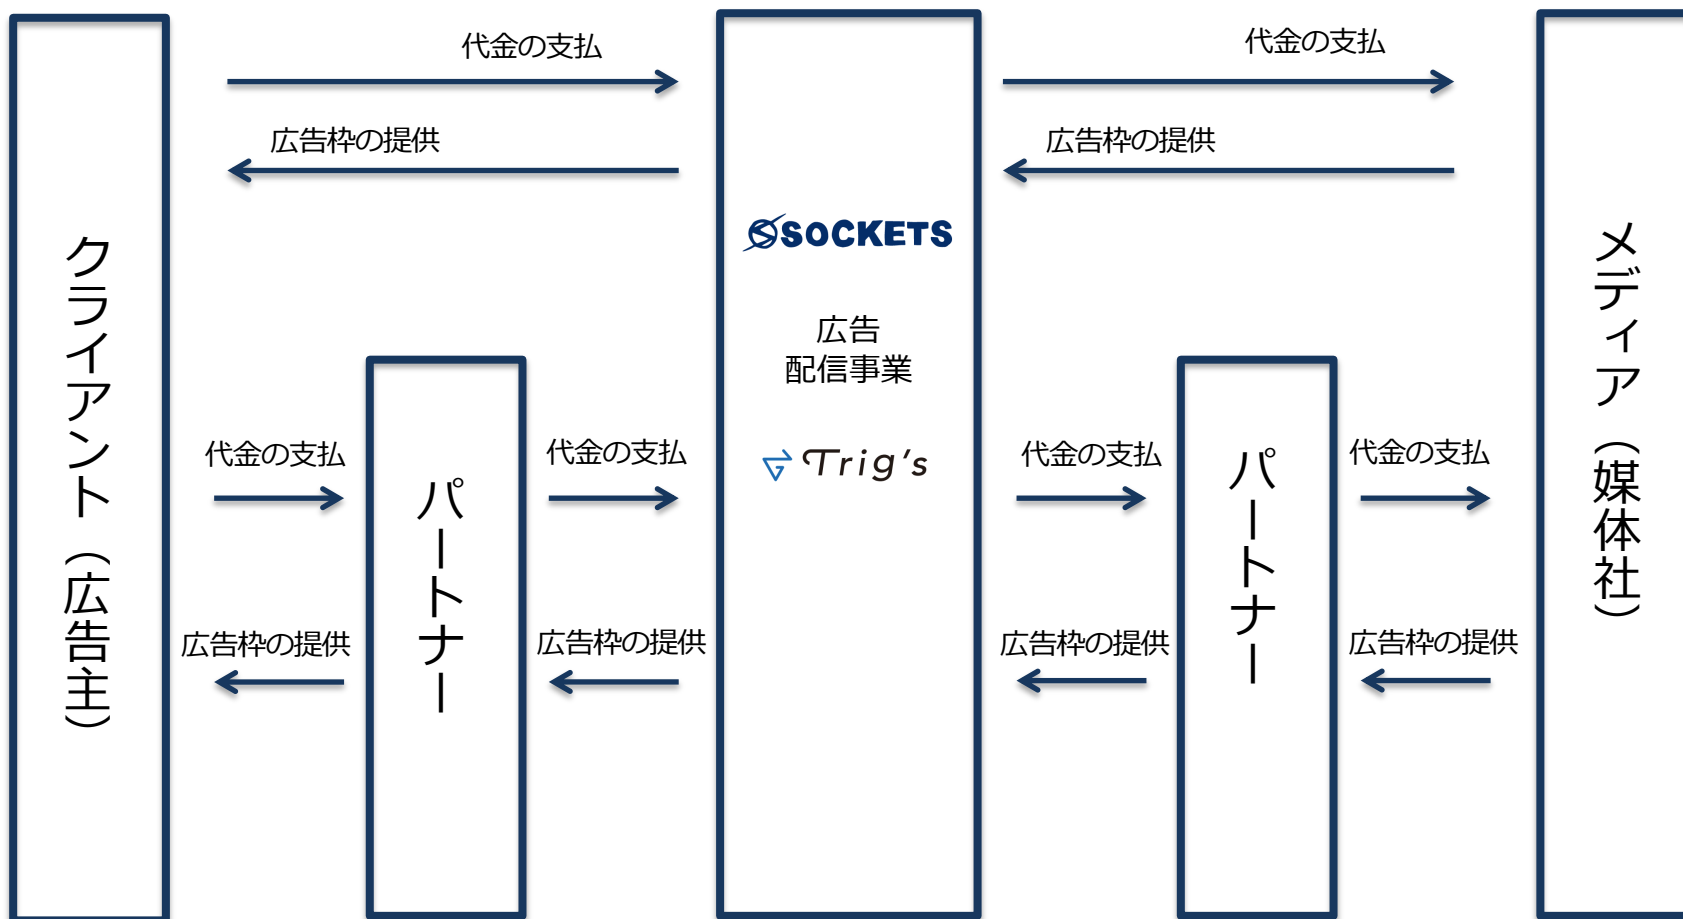 クライアント（広告主）
代金の支払
広告枠の提供
代金の支払
広告枠の提供
パートナー
代金の支払
広告枠の提供
SOCKETS
広告
配信事業
Trig's
代金の支払
広告枠の提供
代金の支払
広告枠の提供
パートナー
代金の支払
広告枠の提供
メディア（媒体社）